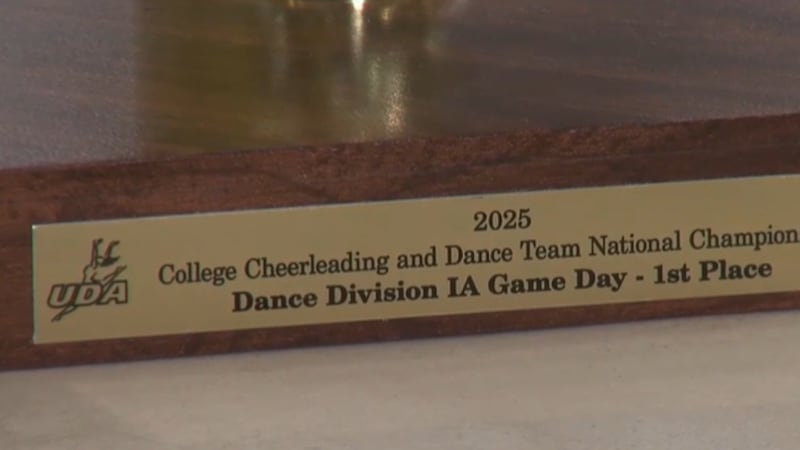 2025
College Cheerleading and Dance Team National Champion
Dance Division IA Game Day - 1st Place
UDA